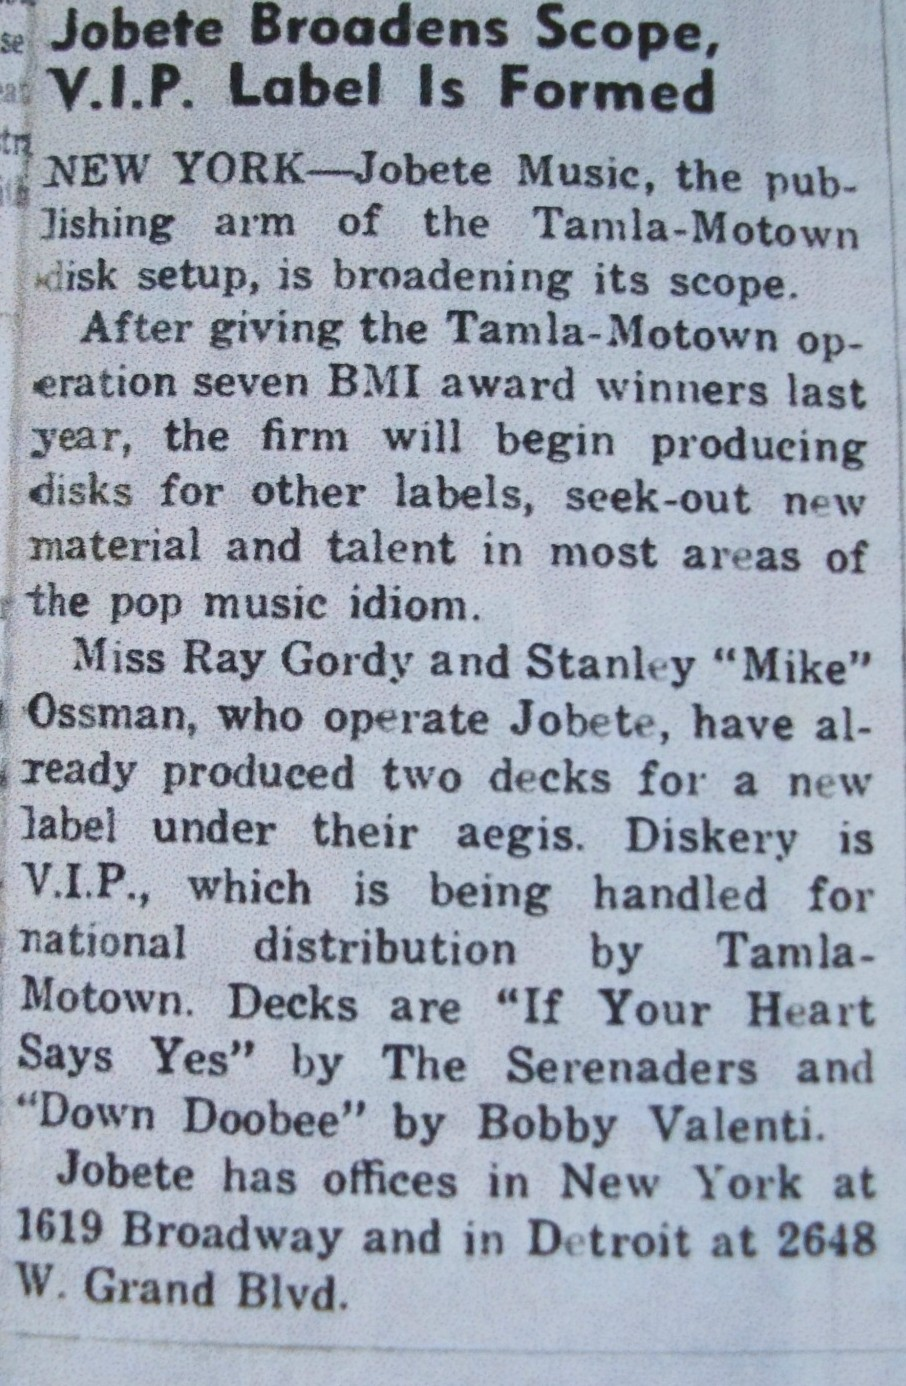 Jobete Broadens Scope,
V.I.P. Label Is Formed
NEW YORK—Jobete Music, the pub-
lishing arm of the Tamla-Motown
disk setup, is broadening its scope.
After giving the Tamla-Motown op-
eration seven BMI award winners last
year, the firm will begin producing
disks for other labels, seek-out new
material and talent in most areas of
the pop music idiom.
Miss Ray Gordy and Stanley "Mike"
Ossman, who operate Jobete, have al-
ready produced two decks for a new
label under their aegis. Diskery is
V.I.P., which is being handled for
national distribution by Tamla-
Motown. Decks are "If Your Heart
Says Yes" by The Serenaders and
"Down Doobee" by Bobby Valenti.
Jobete has offices in New York at
1619 Broadway and in Detroit at 2648
W. Grand Blvd.